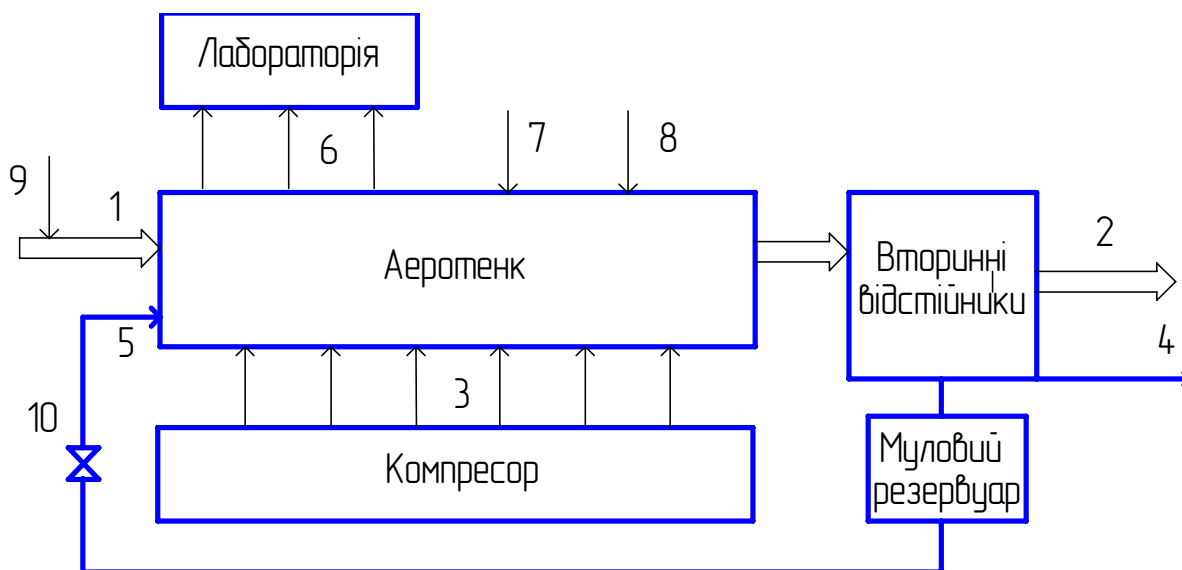 Лабораторія
6
7
8
9
1
Аеротенк
Вторинні
відстійники
2
5
4
3
10
Компресор
Муловий
резервуар